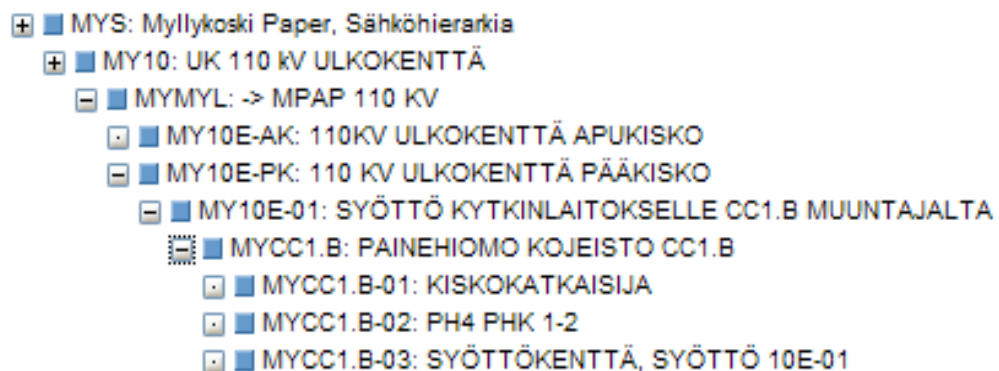 MYS: Myllykoski Paper, Sähköhierarkia
MY10: UK 110 kV ULKOKENTTÄ
MYMYL: -> MPAP 110 KV
MY10E-AK: 110KV ULKOKENTTÄ APUKISKO
MY10E-PK: 110 KV ULKOKENTTÄ PÄÄKISKO
MY10E-01: SYÖTTÖ KYTKINLAITOKSELLE CC1.B MUUNTAJALTA
MYCC1.B: PAINEHIOMO KOJEISTO CC1.B
MYCC1.B-01: KISKOKATKAISIJA
MYCC1.B-02: PH4 PHK 1-2
MYCC1.B-03: SYÖTTÖKENTTÄ, SYÖTTÖ 10E-01